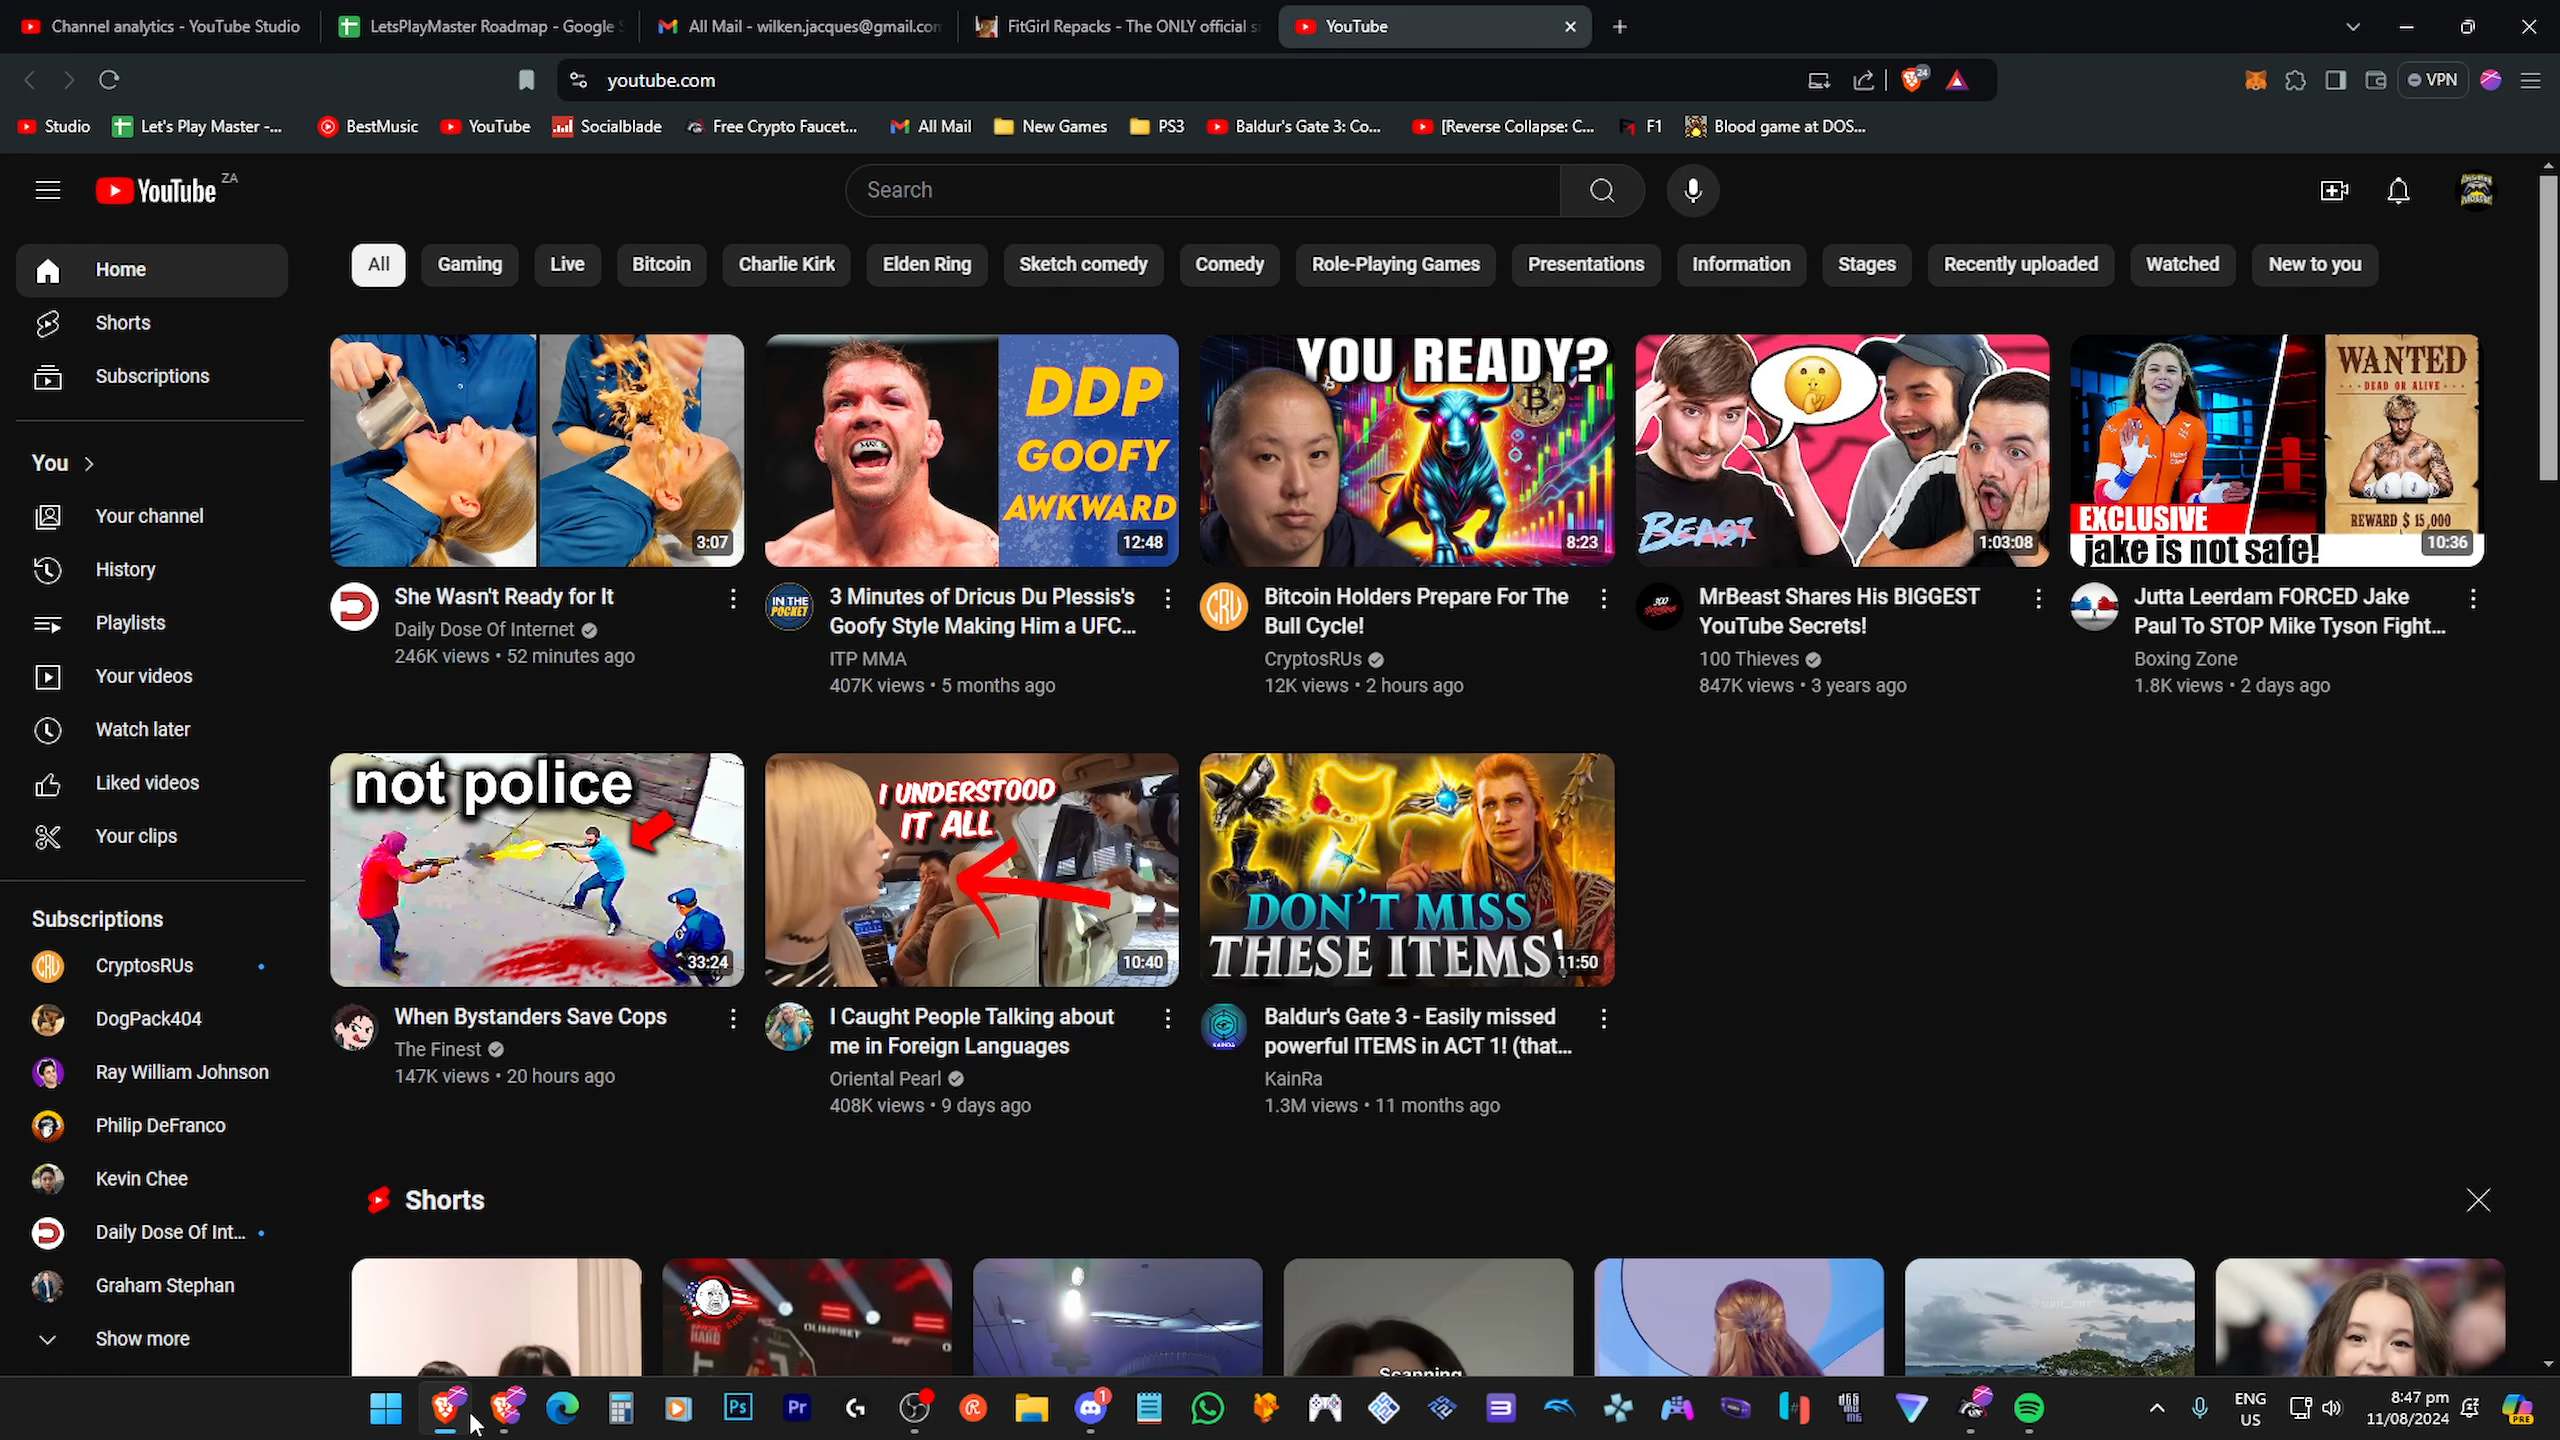 Channel analytics - YouTube Studio
LetsPlayMaster Roadmap - Google S
All Mail - wilken.jacques@gmail.com
FitGirl Repacks - The ONLY official si
YouTube
youtube.com
24
VPN
Studio
Let's Play Master -...
BestMusic
YouTube
Socialblade
Free Crypto Faucet...
All Mail
New Games
PS3
Baldur's Gate 3: Co...
[Reverse Collapse: C...
F1
Blood game at DOS...
YouTube ZA
Search
Home
Shorts
Subscriptions
You
Your channel
History
Playlists
Your videos
Watch later
Liked videos
Your clips
Subscriptions
CryptosRUs
DogPack404
Ray William Johnson
Philip DeFranco
Kevin Chee
Daily Dose Of Int...
Graham Stephan
Show more
All
Gaming
Live
Bitcoin
Charlie Kirk
Elden Ring
Sketch comedy
Comedy
Role-Playing Games
Presentations
Information
Stages
Recently uploaded
Watched
New to you
3:07
She Wasn't Ready for It
Daily Dose Of Internet
246K views • 52 minutes ago
DDP
GOOFY
AWKWARD
12:48
IN THE
POCKET
3 Minutes of Dricus Du Plessis's
Goofy Style Making Him a UFC...
ITP MMA
407K views • 5 months ago
YOU READY?
8:23
CRU
Bitcoin Holders Prepare For The
Bull Cycle!
CryptosRUs
12K views • 2 hours ago
BEAST
1:03:08
MrBeast Shares His BIGGEST
YouTube Secrets!
100 Thieves
847K views • 3 years ago
WANTED
DEAD OR ALIVE
REWARD $ 15,000
EXCLUSIVE
jake is not safe!
10:36
Jutta Leerdam FORCED Jake
Paul To STOP Mike Tyson Fight...
Boxing Zone
1.8K views • 2 days ago
not police
33:24
When Bystanders Save Cops
The Finest
147K views • 20 hours ago
I UNDERSTOOD
IT ALL
10:40
I Caught People Talking about
me in Foreign Languages
Oriental Pearl
408K views • 9 days ago
DON'T MISS
THESE ITEMS!
11:50
KAINRA
Baldur's Gate 3 - Easily missed
powerful ITEMS in ACT 1! (that...
KainRa
1.3M views • 11 months ago
Shorts
OLIMPBET
Scanning
Ps
Pr
1
ENG
US
8:47 pm
11/08/2024
PRE